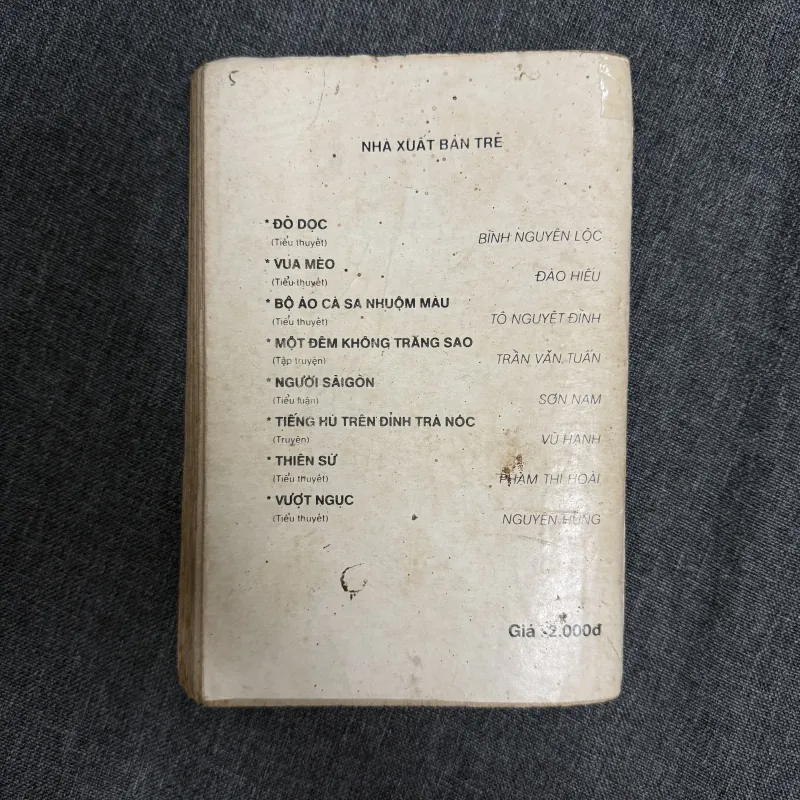 5
NHÀ XUẤT BẢN TRẺ
* ĐÒ DỌC
(Tiểu thuyết)
BÌNH NGUYÊN LỘC
* VUA MÈO
(Tiểu thuyết)
ĐÀO HIẾU
* BỘ ÁO CÀ SA NHUỘM MÀU
(Tiểu thuyết)
TÔ NGUYỆT ĐÌNH
* MỘT ĐÊM KHÔNG TRĂNG SAO
(Tập truyện)
TRẦN VĂN TUẤN
* NGƯỜI SÀIGÒN
(Tiểu luận)
SƠN NAM
* TIẾNG HÚ TRÊN ĐỈNH TRÀ NÓC
(Truyện)
VŨ HẠNH
* THIÊN SỨ
(Tiểu thuyết)
PHẠM THỊ HOÀI
* VƯỢT NGỤC
(Tiểu thuyết)
NGUYỄN HÙNG
Giá 2.000đ